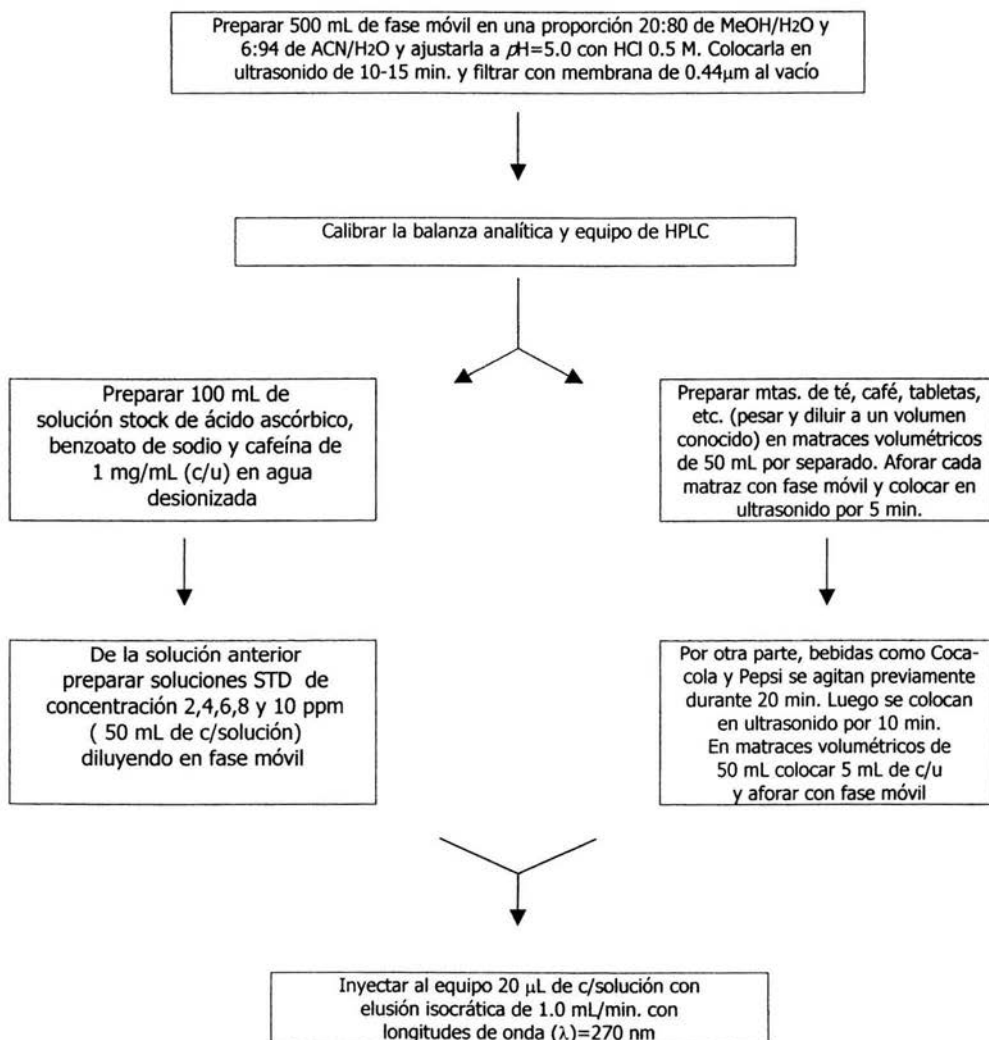 Preparar 500 mL de fase móvil en una proporción 20:80 de MeOH/H2O y
6:94 de ACN/H2O y ajustarla a pH=5.0 con HCl 0.5 M. Colocarla en
ultrasonido de 10-15 min. y filtrar con membrana de 0.44μm al vacío
Calibrar la balanza analítica y equipo de HPLC
Preparar 100 mL de
solución stock de ácido ascórbico,
benzoato de sodio y cafeína de
1 mg/mL (c/u) en agua
desionizada
Preparar mtas. de té, café, tabletas,
etc. (pesar y diluir a un volumen
conocido) en matraces volumétricos
de 50 mL por separado. Aforar cada
matraz con fase móvil y colocar en
ultrasonido por 5 min.
De la solución anterior
preparar soluciones STD de
concentración 2,4,6,8 y 10 ppm
( 50 mL de c/solución)
diluyendo en fase móvil
Por otra parte, bebidas como Coca-
cola y Pepsi se agitan previamente
durante 20 min. Luego se colocan
en ultrasonido por 10 min.
En matraces volumétricos de
50 mL colocar 5 mL de c/u
y aforar con fase móvil
Inyectar al equipo 20 μL de c/solución con
elusión isocrática de 1.0 mL/min. con
longitudes de onda (λ)=270 nm